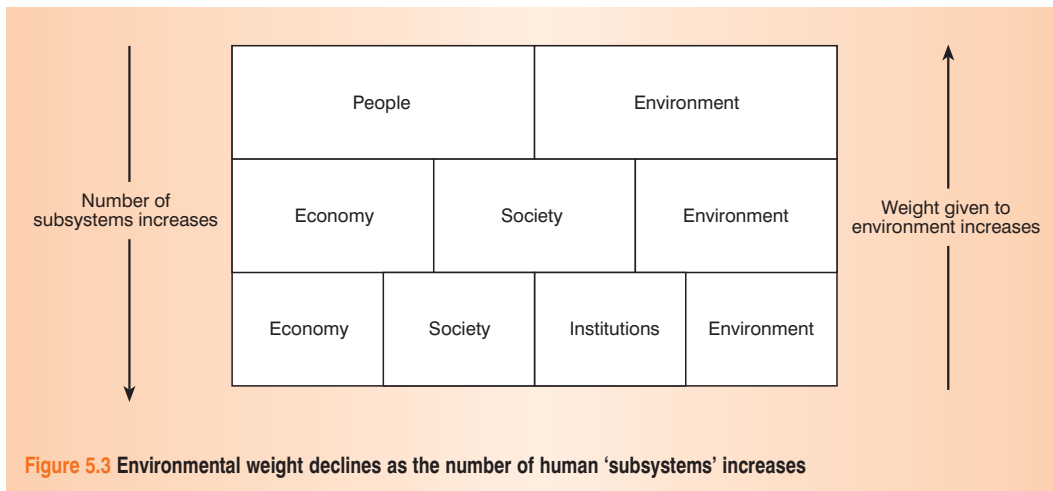 People
Environment
Number of
subsystems increases
Economy
Society
Environment
Weight given to
environment increases
Economy
Society
Institutions
Environment
Figure 5.3 Environmental weight declines as the number of human ‘subsystems’ increases